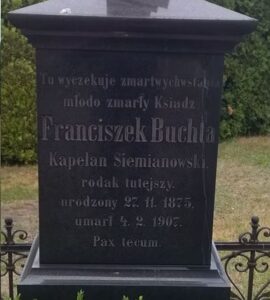 Tu wyczekuje zmartwychwstania
młodo zmarły Ksiądz
Franciszek Buchta
Kapelan Siemianowski,
rodak tutejszy,
urodzony 27. 11. 1875,
umarł 4. 2. 1907.
Pax tecum.